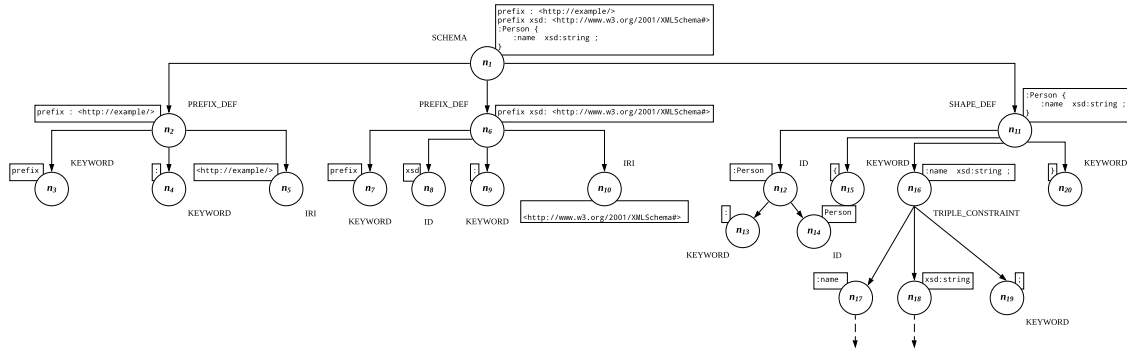 prefix : <http://example/>
prefix xsd: <http://www.w3.org/2001/XMLSchema#>
:Person {
:name xsd:string ;
}
SCHEMA
n1
PREFIX_DEF
prefix : <http://example/>
n2
PREFIX_DEF
prefix xsd: <http://www.w3.org/2001/XMLSchema#>
n6
SHAPE_DEF
:Person {
:name xsd:string ;
}
n11
KEYWORD
prefix
n3
:
n4
KEYWORD
<http://example/>
n5
IRI
prefix
n7
KEYWORD
xsd
n8
ID
:
n9
KEYWORD
IRI
n10
<http://www.w3.org/2001/XMLSchema#>
ID
:Person
n12
{
n15
KEYWORD
:name xsd:string ;
n16
TRIPLE_CONSTRAINT
KEYWORD
}
n20
:
n13
KEYWORD
Person
n14
ID
:name
n17
xsd:string
n18
;
n19
KEYWORD